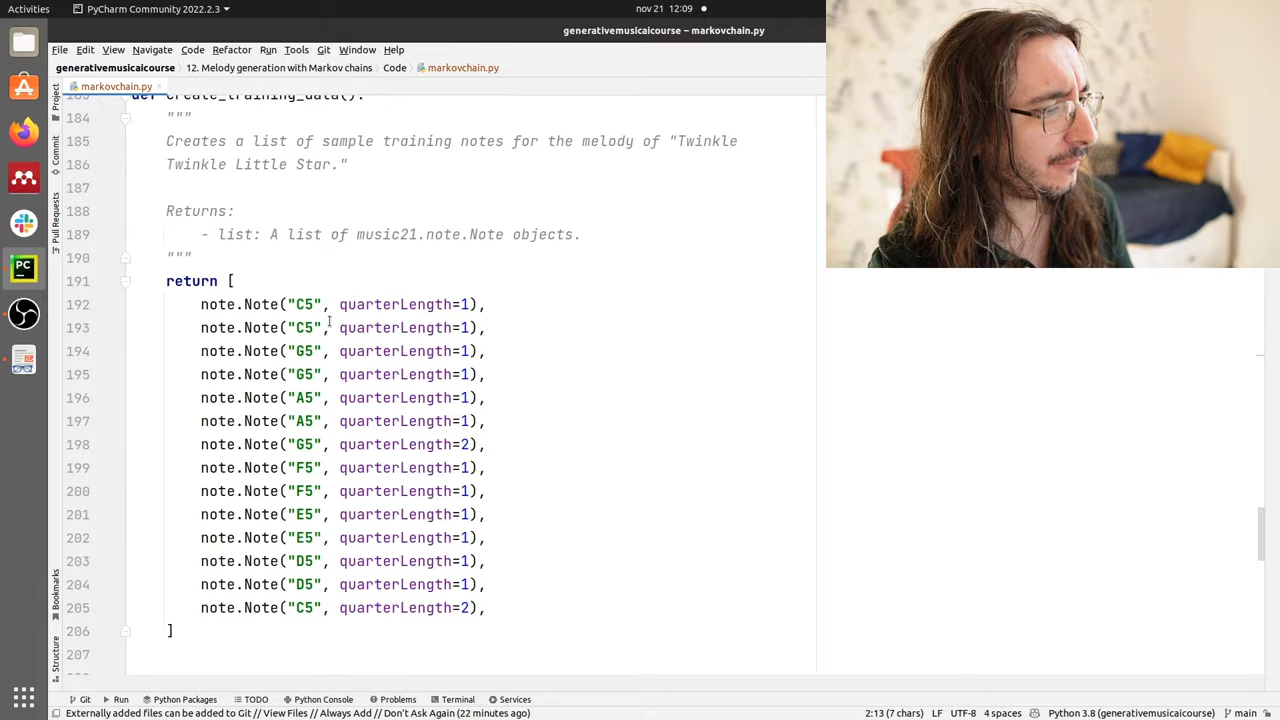 Activities
PyCharm Community 2022.2.3
nov 21 12:09
generativemusicaicourse – markovchain.py
File Edit View Navigate Code Refactor Run Tools Git Window Help
generativemusicaicourse 12. Melody generation with Markov chains Code markovchain.py
markovchain.py
Project
Commit
Pull Requests
Bookmarks
Structure
PC
183 def create_training_data():
184 """
185 Creates a list of sample training notes for the melody of "Twinkle
186 Twinkle Little Star."
187
188 Returns:
189 - list: A list of music21.note.Note objects.
190 """
191 return [
192 note.Note("C5", quarterLength=1),
193 note.Note("C5", quarterLength=1),
194 note.Note("G5", quarterLength=1),
195 note.Note("G5", quarterLength=1),
196 note.Note("A5", quarterLength=1),
197 note.Note("A5", quarterLength=1),
198 note.Note("G5", quarterLength=2),
199 note.Note("F5", quarterLength=1),
200 note.Note("F5", quarterLength=1),
201 note.Note("E5", quarterLength=1),
202 note.Note("E5", quarterLength=1),
203 note.Note("D5", quarterLength=1),
204 note.Note("D5", quarterLength=1),
205 note.Note("C5", quarterLength=2),
206 ]
207
Git Run Python Packages TODO Python Console Problems Terminal Services
Externally added files can be added to Git // View Files // Always Add // Don't Ask Again (22 minutes ago) 2:13 (7 chars) LF UTF-8 4 spaces Python 3.8 (generativemusicaicourse) main